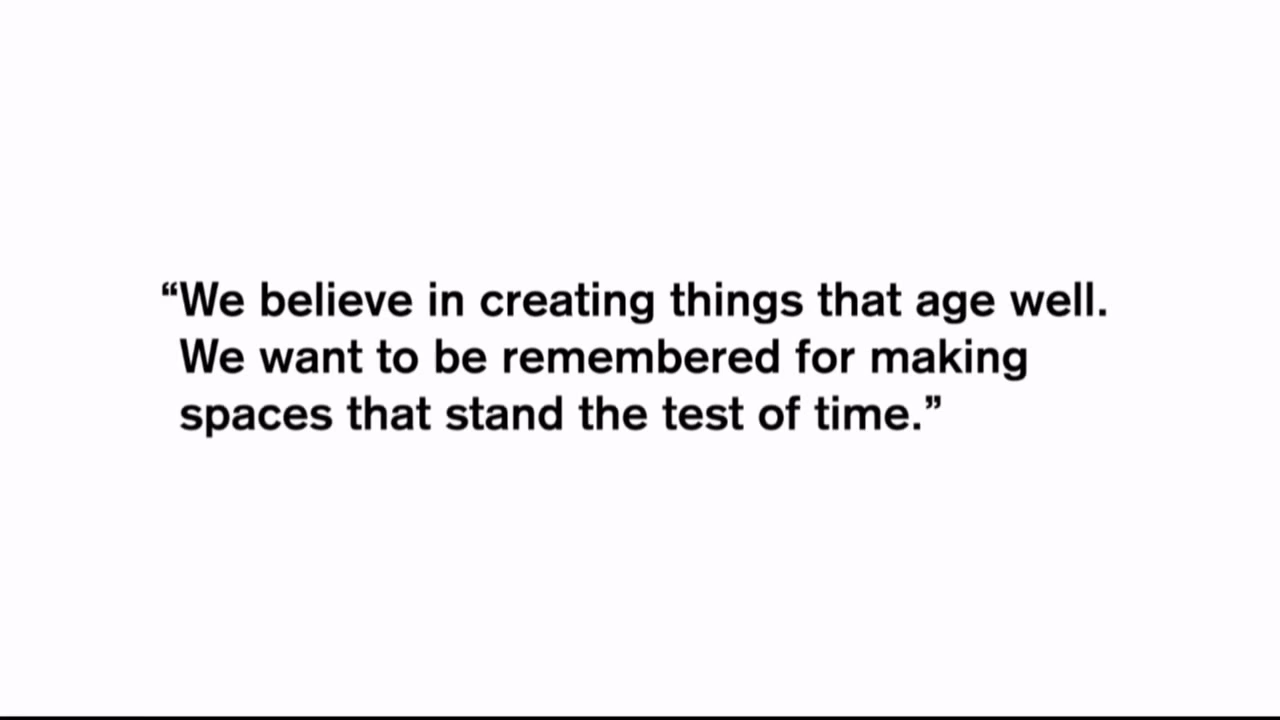 “We believe in creating things that age well.
We want to be remembered for making
spaces that stand the test of time.”